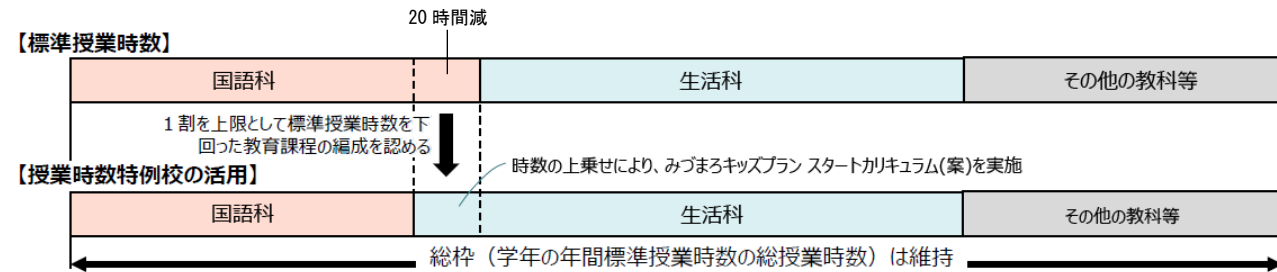 20 時間減
【標準授業時数】
国語科
生活科
その他の教科等
１割を上限として標準授業時数を下
回った教育課程の編成を認める
時数の上乗せにより、みづまろキッズプラン スタートカリキュラム(案)を実施
【授業時数特例校の活用】
国語科
生活科
その他の教科等
総枠（学年の年間標準授業時数の総授業時数）は維持